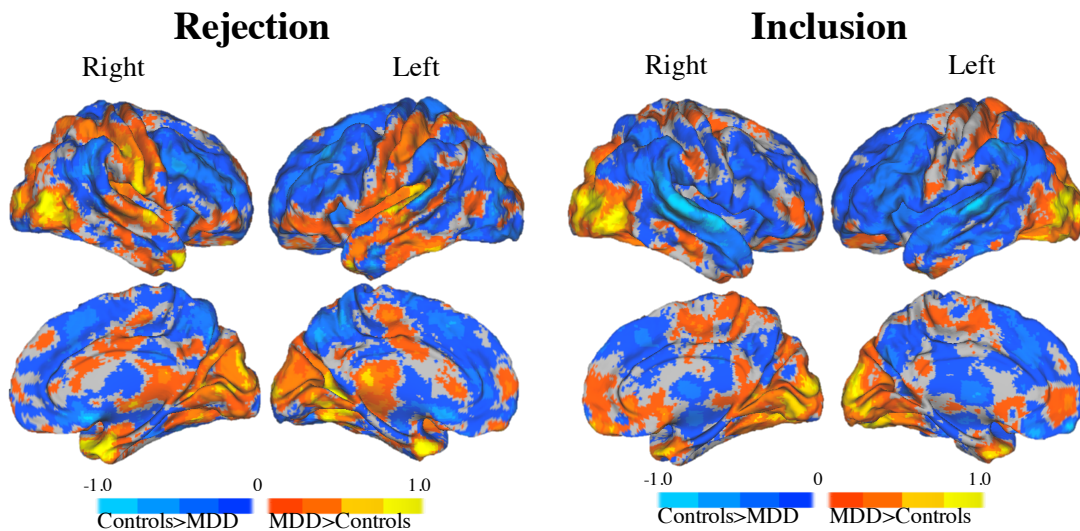 Rejection
Inclusion
Right
Left
Right
Left
-1.0
0
1.0
-1.0
0
1.0
Controls>MDD
MDD>Controls
Controls>MDD
MDD>Controls